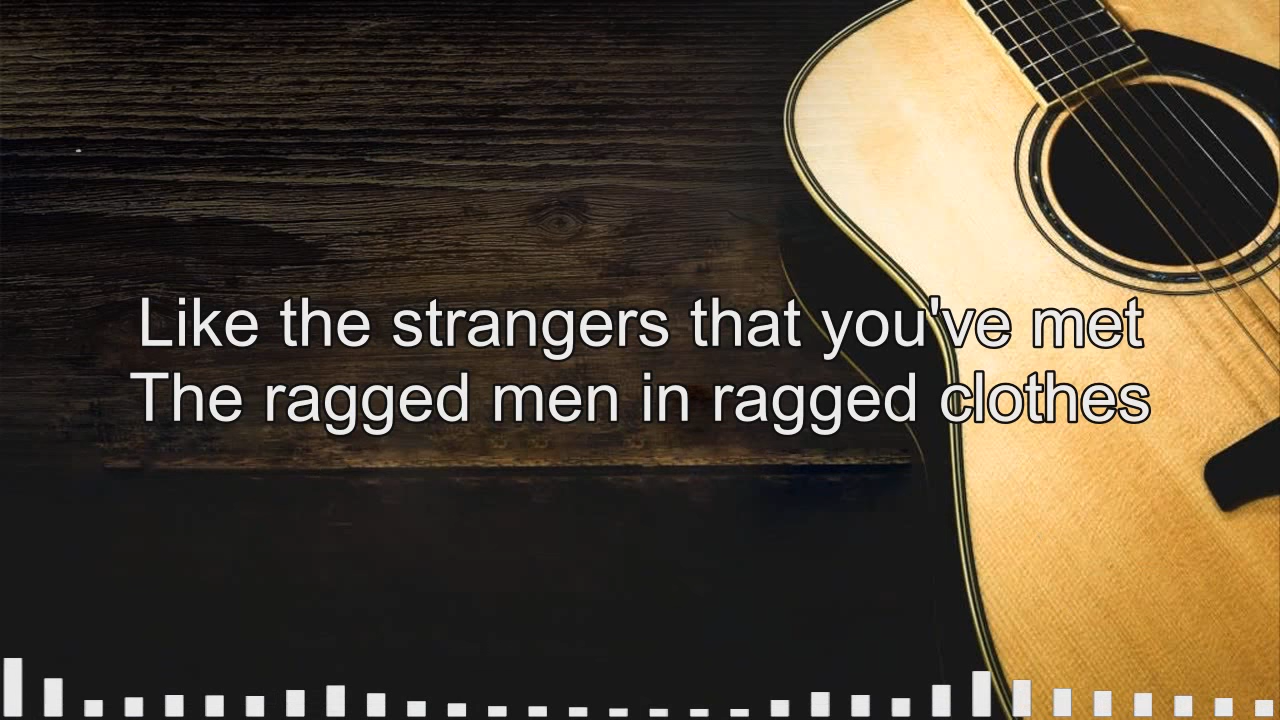 Like the strangers that you've met
The ragged men in ragged clothes